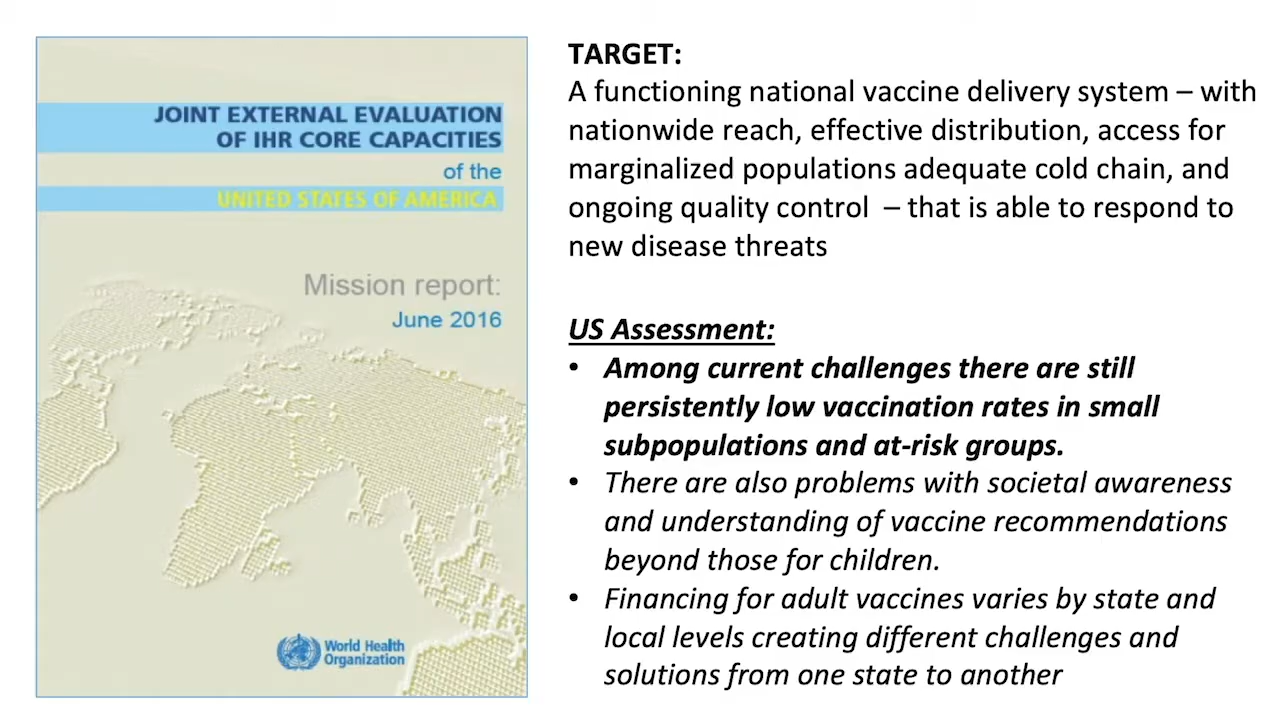 JOINT EXTERNAL EVALUATION
OF IHR CORE CAPACITIES
of the
UNITED STATES OF AMERICA
Mission report:
June 2016
World Health
Organization
TARGET:
A functioning national vaccine delivery system – with
nationwide reach, effective distribution, access for
marginalized populations adequate cold chain, and
ongoing quality control – that is able to respond to
new disease threats
US Assessment:
• Among current challenges there are still
persistently low vaccination rates in small
subpopulations and at-risk groups.
• There are also problems with societal awareness
and understanding of vaccine recommendations
beyond those for children.
• Financing for adult vaccines varies by state and
local levels creating different challenges and
solutions from one state to another